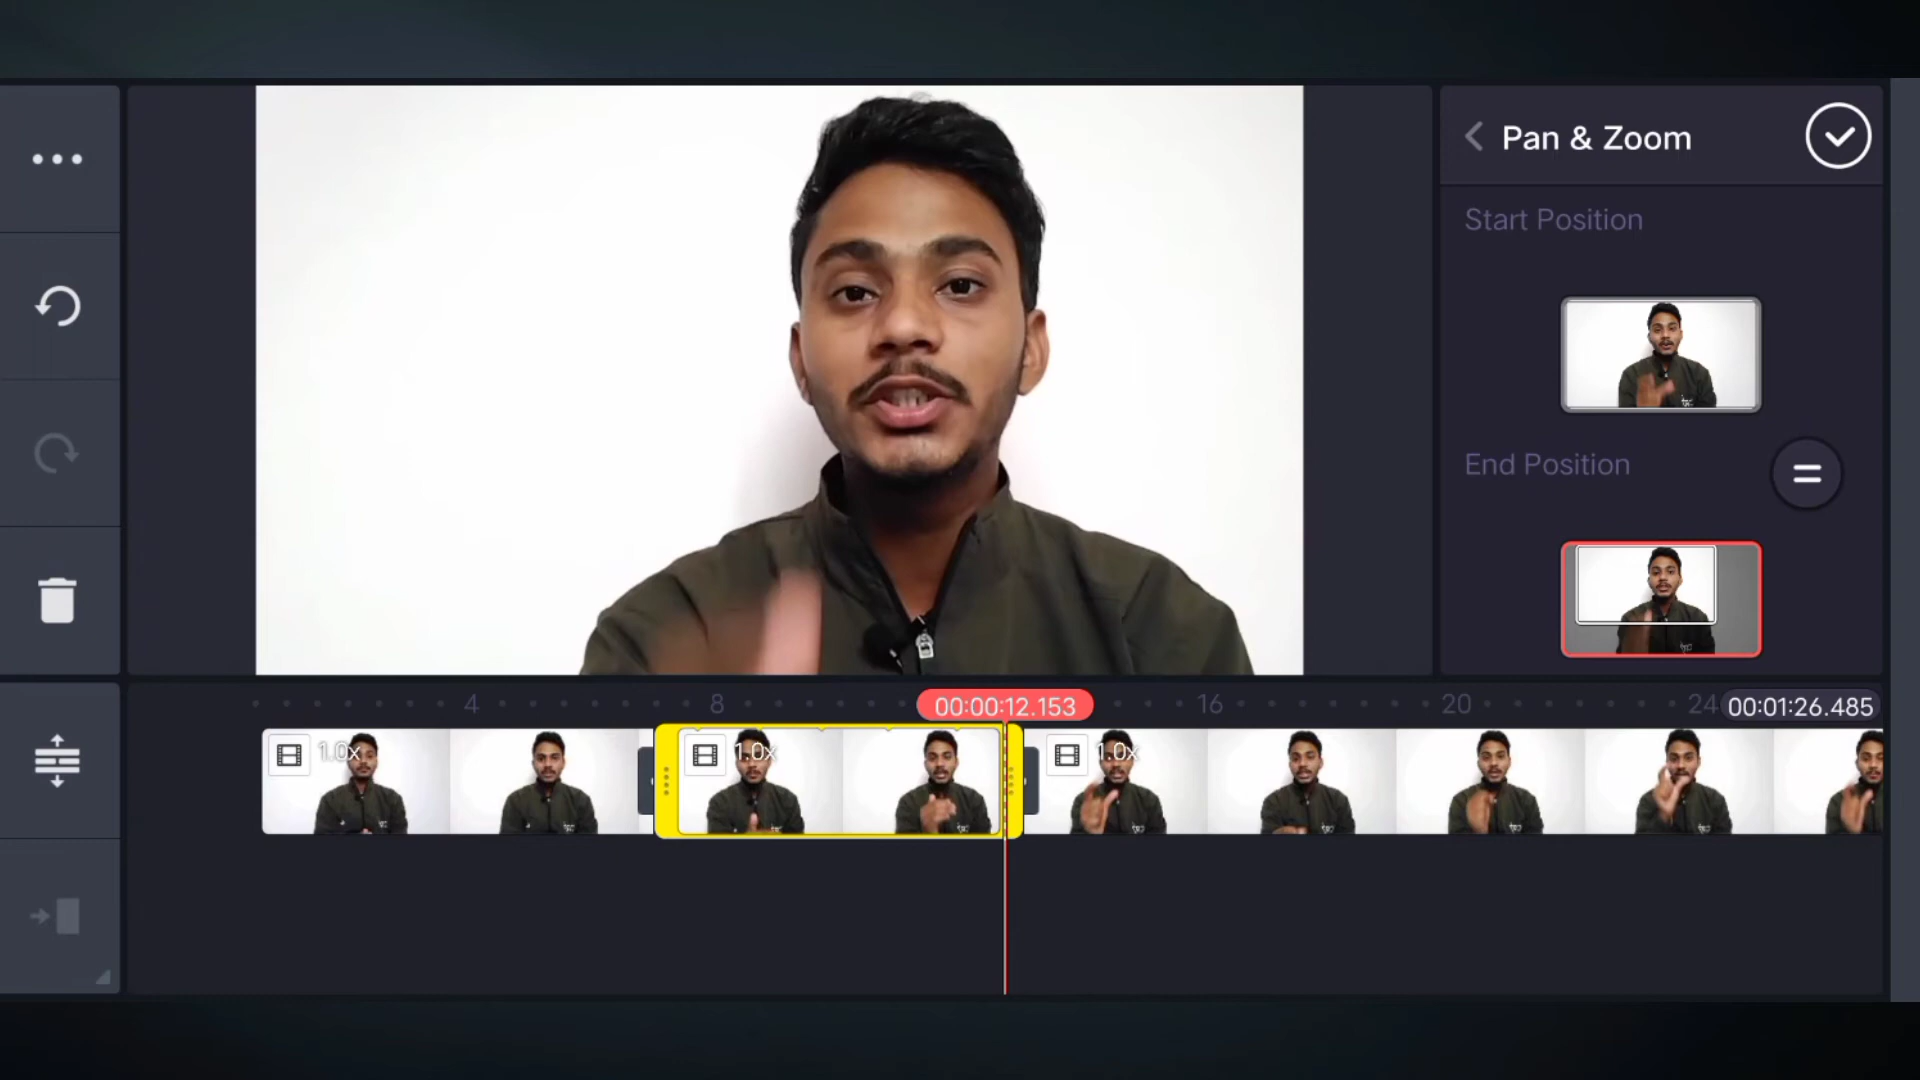 Pan & Zoom
Start Position
End Position
4
8
00:00:12.153
16
20
24
00:01:26.485
1.0x
1.0x
1.0x